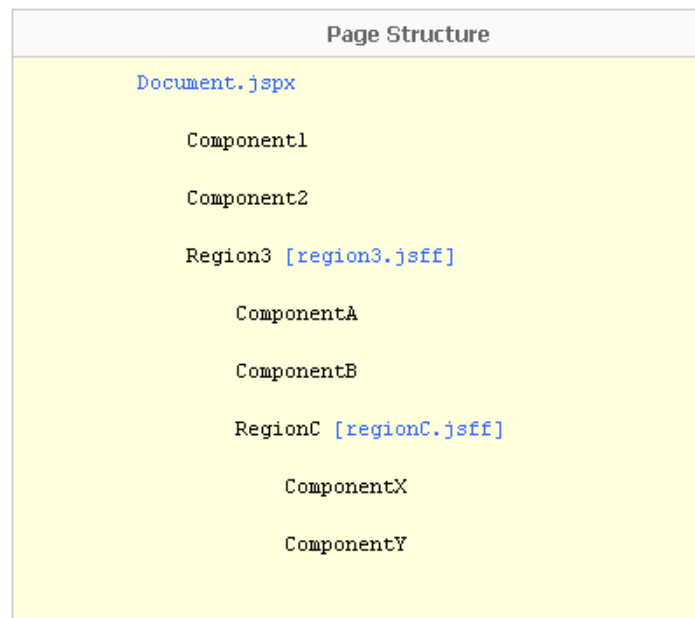 Page Structure
Document.jspx
Component1
Component2
Region3 [region3.jsff]
ComponentA
ComponentB
RegionC [regionC.jsff]
ComponentX
ComponentY